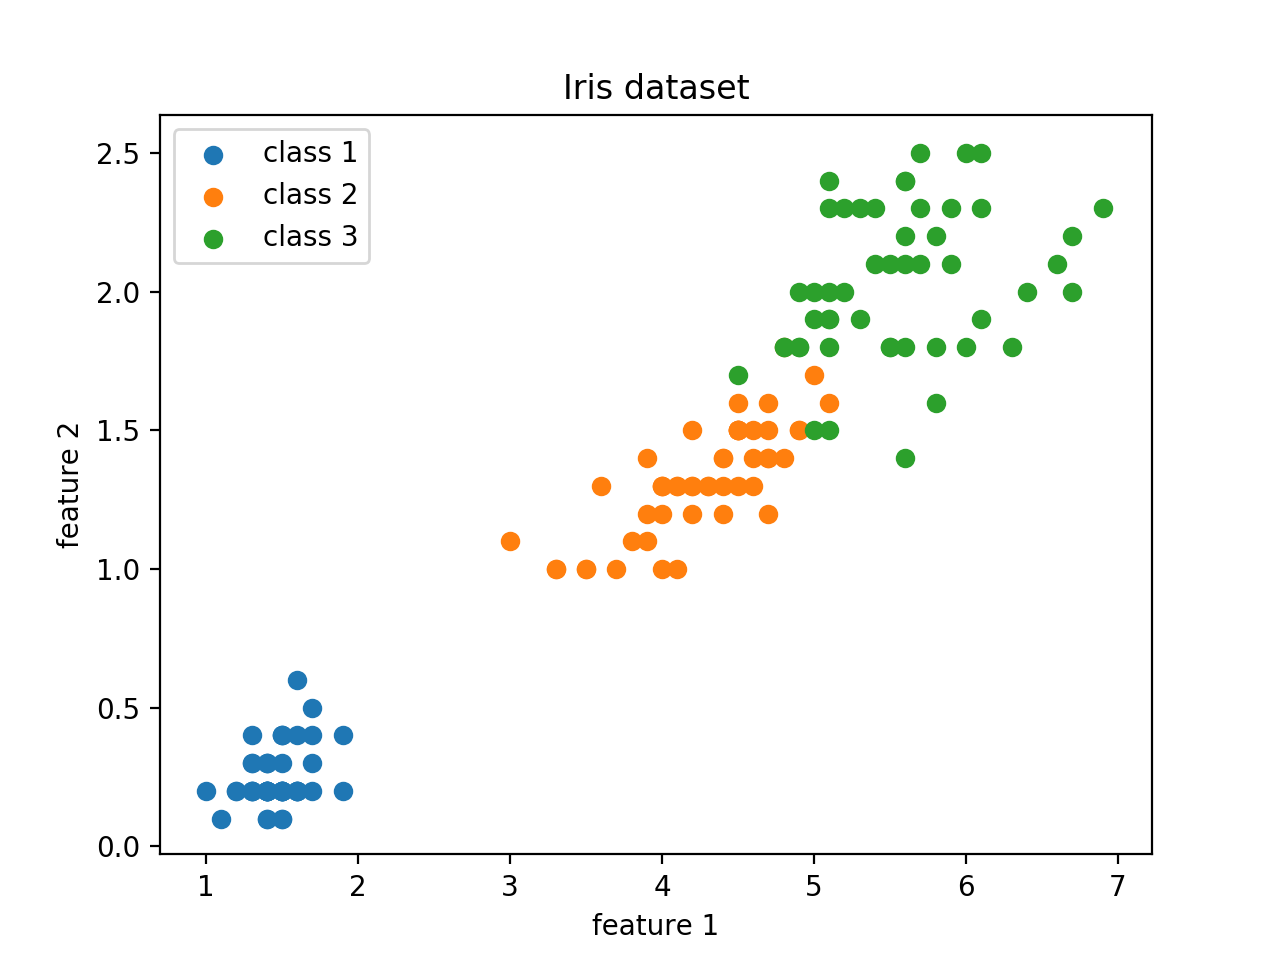 Iris dataset
class 1
class 2
class 3
2.5
2.0
1.5
1.0
0.5
0.0
feature 2
1 2 3 4 5 6 7
feature 1